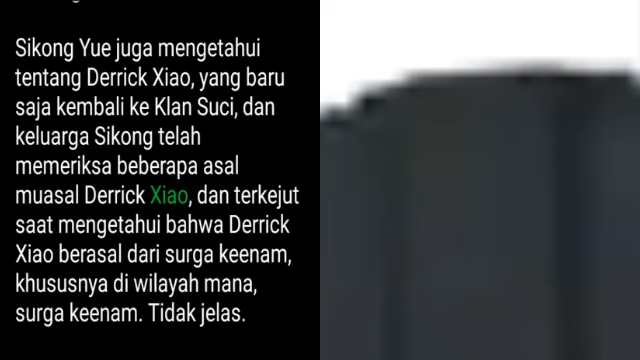 Sikong Yue juga mengetahui
tentang Derrick Xiao, yang baru
saja kembali ke Klan Suci, dan
keluarga Sikong telah
memeriksa beberapa asal
muasal Derrick Xiao, dan terkejut
saat mengetahui bahwa Derrick
Xiao berasal dari surga keenam,
khususnya di wilayah mana,
surga keenam. Tidak jelas.